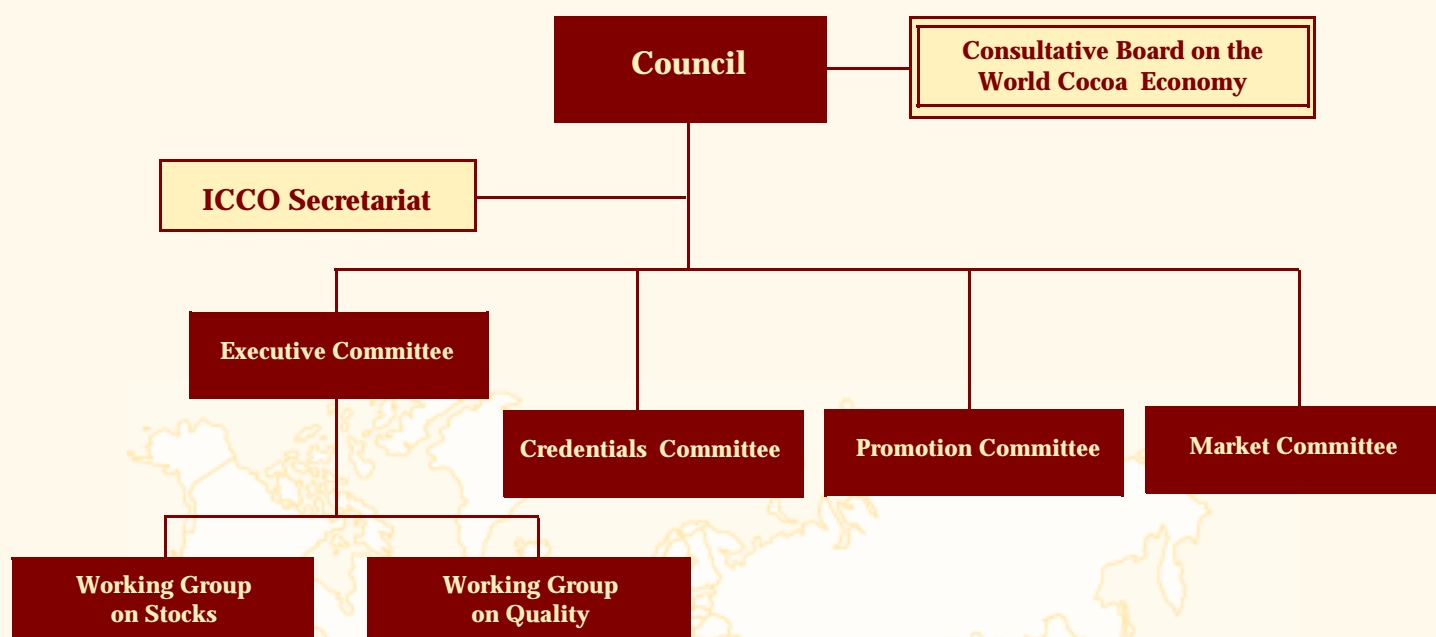 Council
Consultative Board on the
World Cocoa Economy
ICCO Secretariat
Executive Committee
Credentials Committee
Promotion Committee
Market Committee
Working Group
on Stocks
Working Group
on Quality